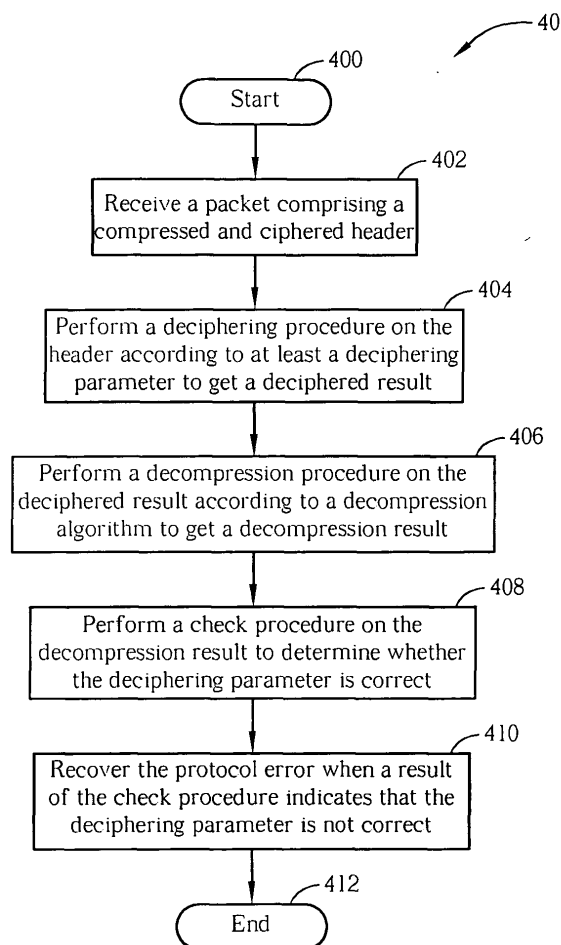 40
400
Start
402
Receive a packet comprising a
compressed and ciphered header
404
Perform a deciphering procedure on the
header according to at least a deciphering
parameter to get a deciphered result
406
Perform a decompression procedure on the
deciphered result according to a decompression
algorithm to get a decompression result
408
Perform a check procedure on the
decompression result to determine whether
the deciphering parameter is correct
410
Recover the protocol error when a result
of the check procedure indicates that the
deciphering parameter is not correct
412
End